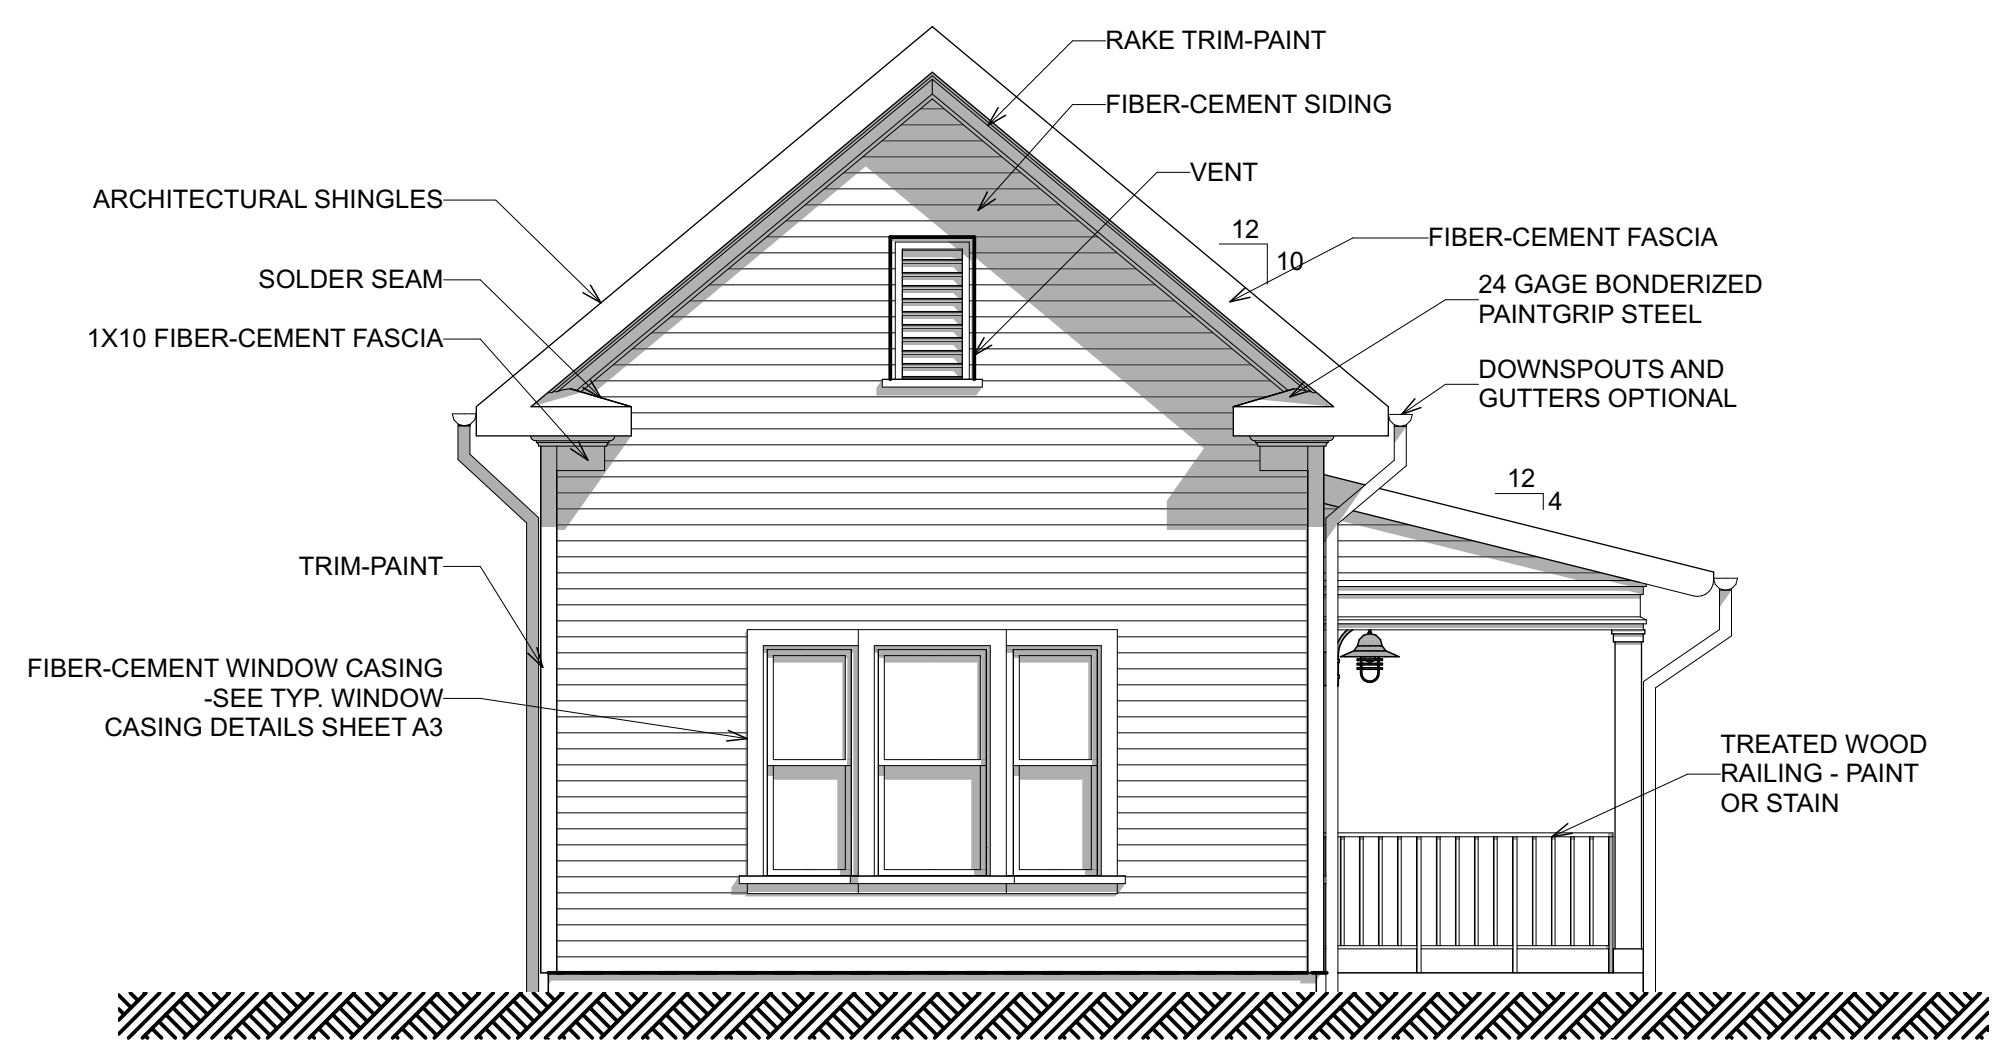 RAKE TRIM-PAINT
FIBER-CEMENT SIDING
VENT
ARCHITECTURAL SHINGLES
12
10
FIBER-CEMENT FASCIA
SOLDER SEAM
24 GAGE BONDERIZED
PAINTGRIP STEEL
1X10 FIBER-CEMENT FASCIA
DOWNSPOUTS AND
GUTTERS OPTIONAL
12
4
TRIM-PAINT
FIBER-CEMENT WINDOW CASING
-SEE TYP. WINDOW
CASING DETAILS SHEET A3
TREATED WOOD
RAILING - PAINT
OR STAIN